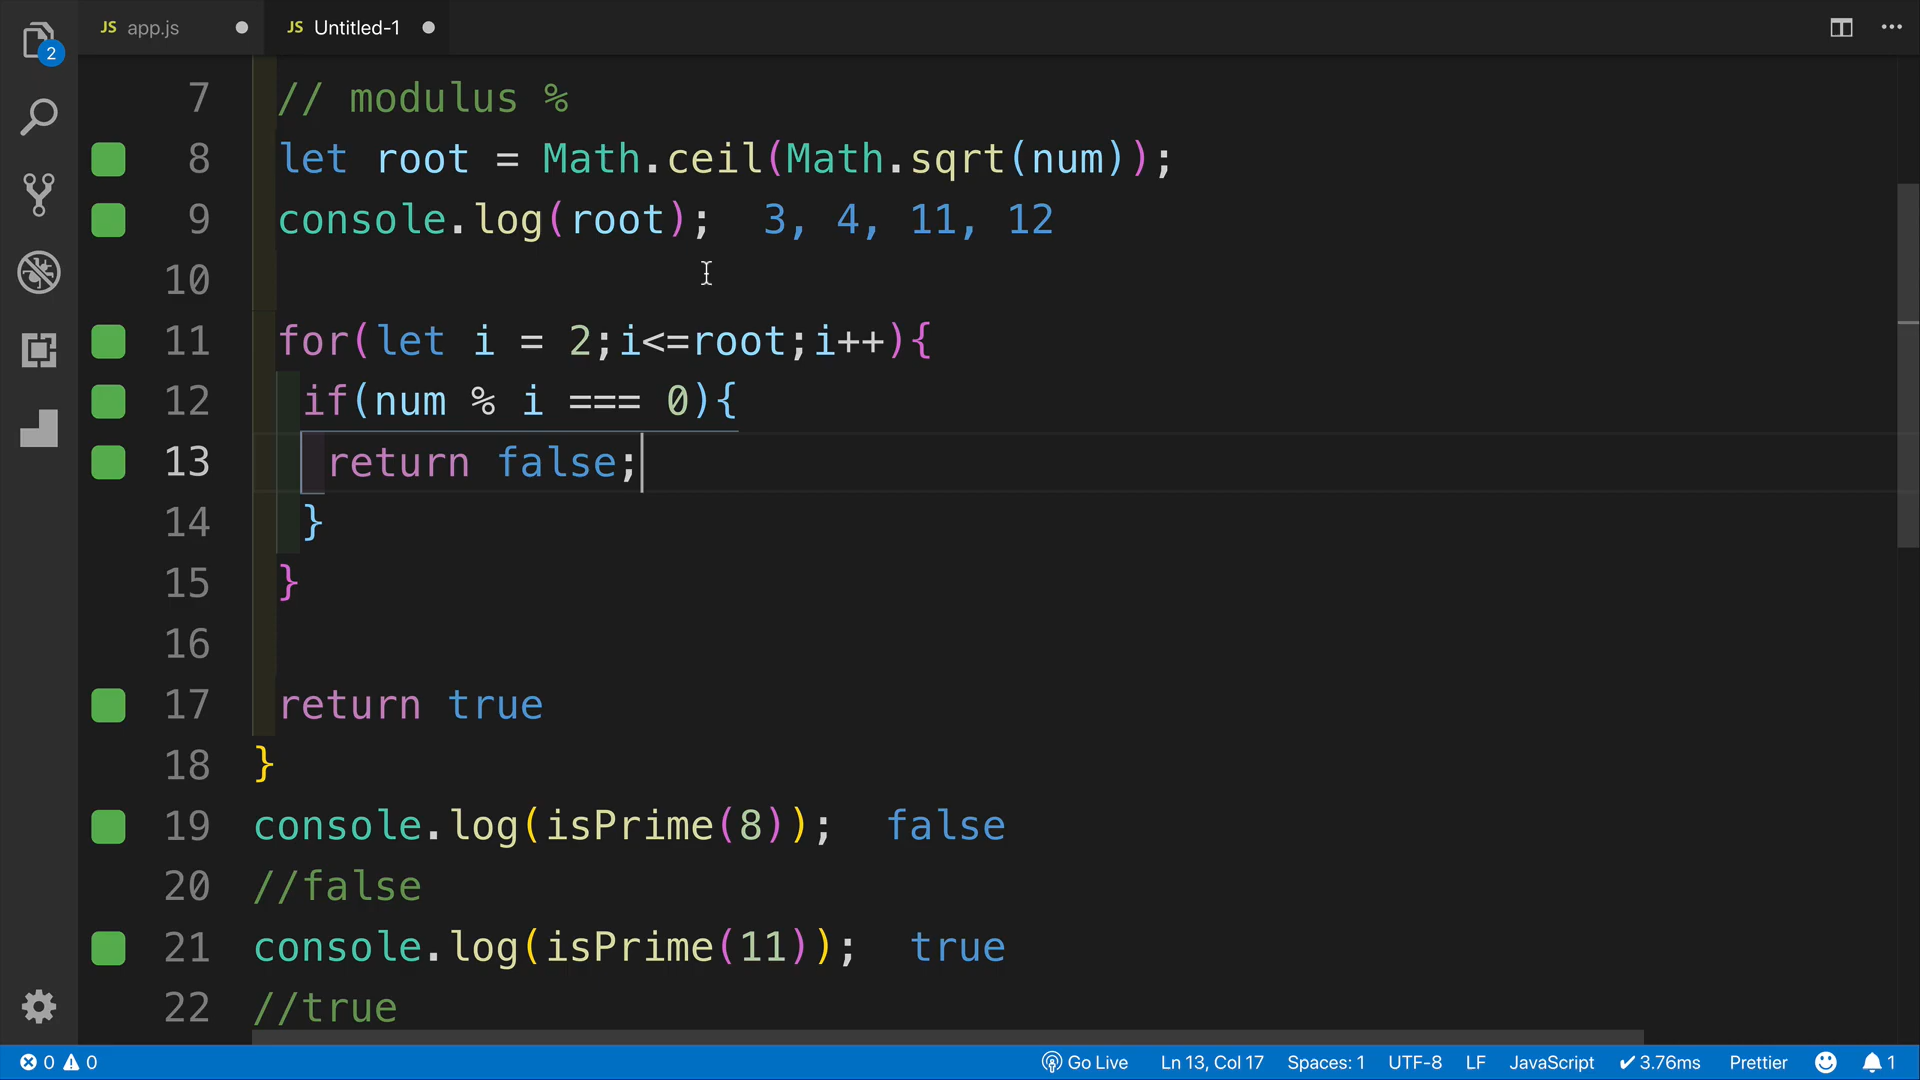 JS app.js
JS Untitled-1
2
7 // modulus %
8 let root = Math.ceil(Math.sqrt(num));
9 console.log(root); 3, 4, 11, 12
10
11 for(let i = 2;i<=root;i++){
12 if(num % i === 0){
13 return false;
14 }
15 }
16
17 return true
18 }
19 console.log(isPrime(8)); false
20 //false
21 console.log(isPrime(11)); true
22 //true
0 0 Go Live Ln 13, Col 17 Spaces: 1 UTF-8 LF JavaScript ✔ 3.76ms Prettier 1